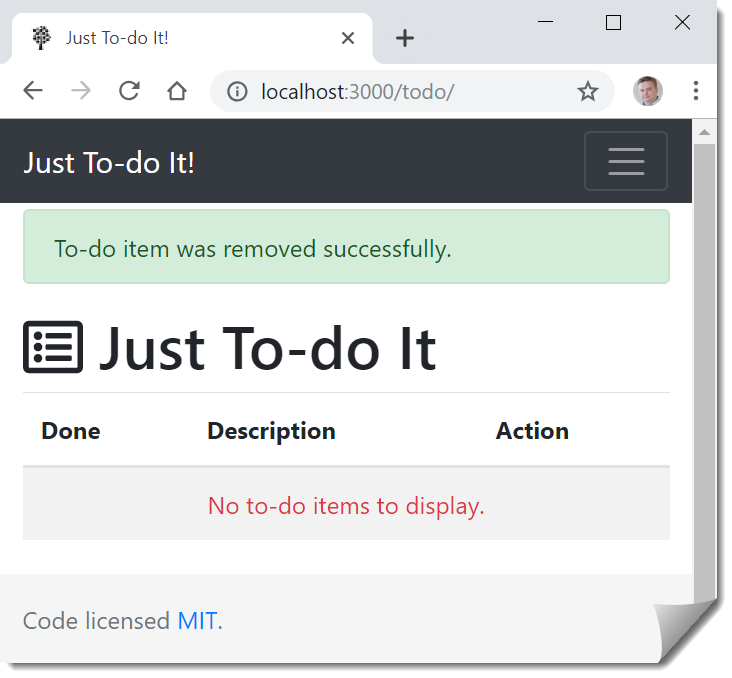 Just To-do It!
localhost:3000/todo/
Just To-do It!
To-do item was removed successfully.
Just To-do It
Done Description Action
No to-do items to display.
Code licensed MIT.